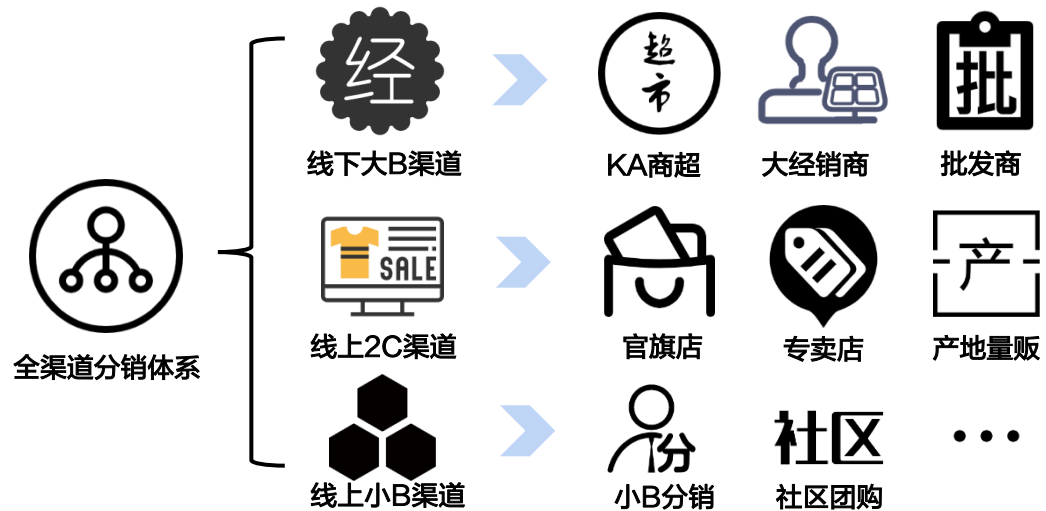 全渠道分销体系
经
线下大B渠道
超市
KA商超
大经销商
批
批发商
SALE
线上2C渠道
官旗店
专卖店
产
产地量贩
线上小B渠道
分
小B分销
社区
社区团购
...